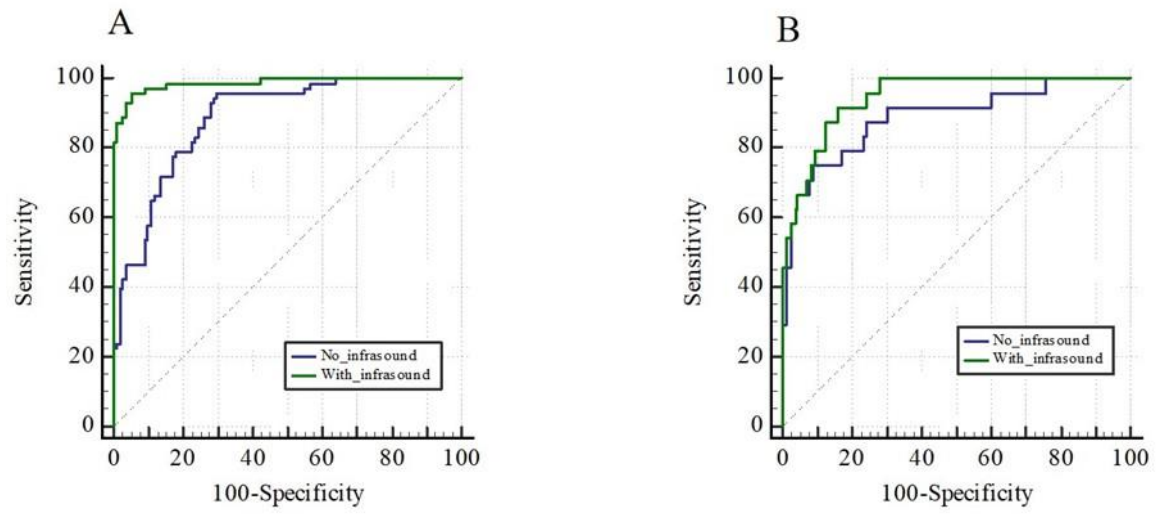 A
100
80
60
40
20
0
Sensitivity
No_infrasound
With_infrasound
0 20 40 60 80 100
100-Specificity
B
100
80
60
40
20
0
Sensitivity
No_infrasound
With_infrasound
0 20 40 60 80 100
100-Specificity